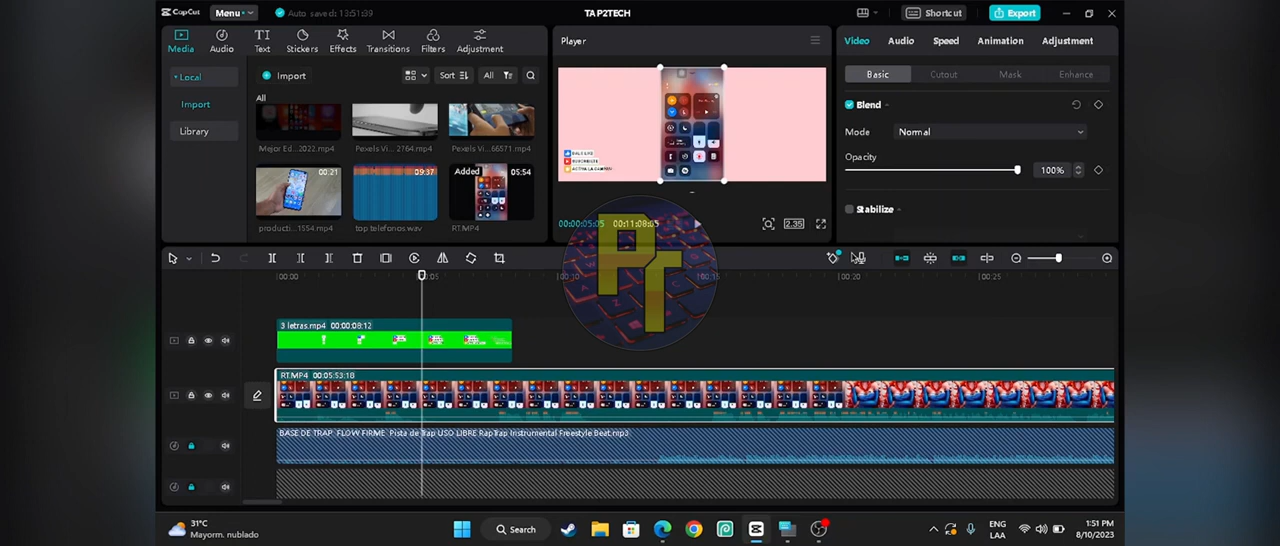 CapCut Menu Auto saved: 13:51:39 TA P2TECH Shortcut Export
Media Audio Text Stickers Effects Transitions Filters Adjustment
Player
Video Audio Speed Animation Adjustment
Local
Import
Library
Import Sort All
All
Mejor Ed...2022.mp4 Pexels Vi... 2764.mp4 Pexels Vi...66571.mp4
00:21 09:37 Added 05:54
producti...1554.mp4 top telefonos.wav RT.MP4
00:00:05:05 00:11:08:05 2.35
Basic Cutout Mask Enhance
Blend
Mode Normal
Opacity
100%
Stabilize
PT
00:00 00:05 00:10 00:15 00:20 00:25
3 letras.mp4 00:00:08:12
RT.MP4 00:05:53:18
BASE DE TRAP FLOW FIRME Pista de Trap USO LIBRE RapTrap Instrumental Freestyle Beat.mp3
31°C
Mayorm. nublado
Search
ENG
LAA
1:51 PM
8/10/2023